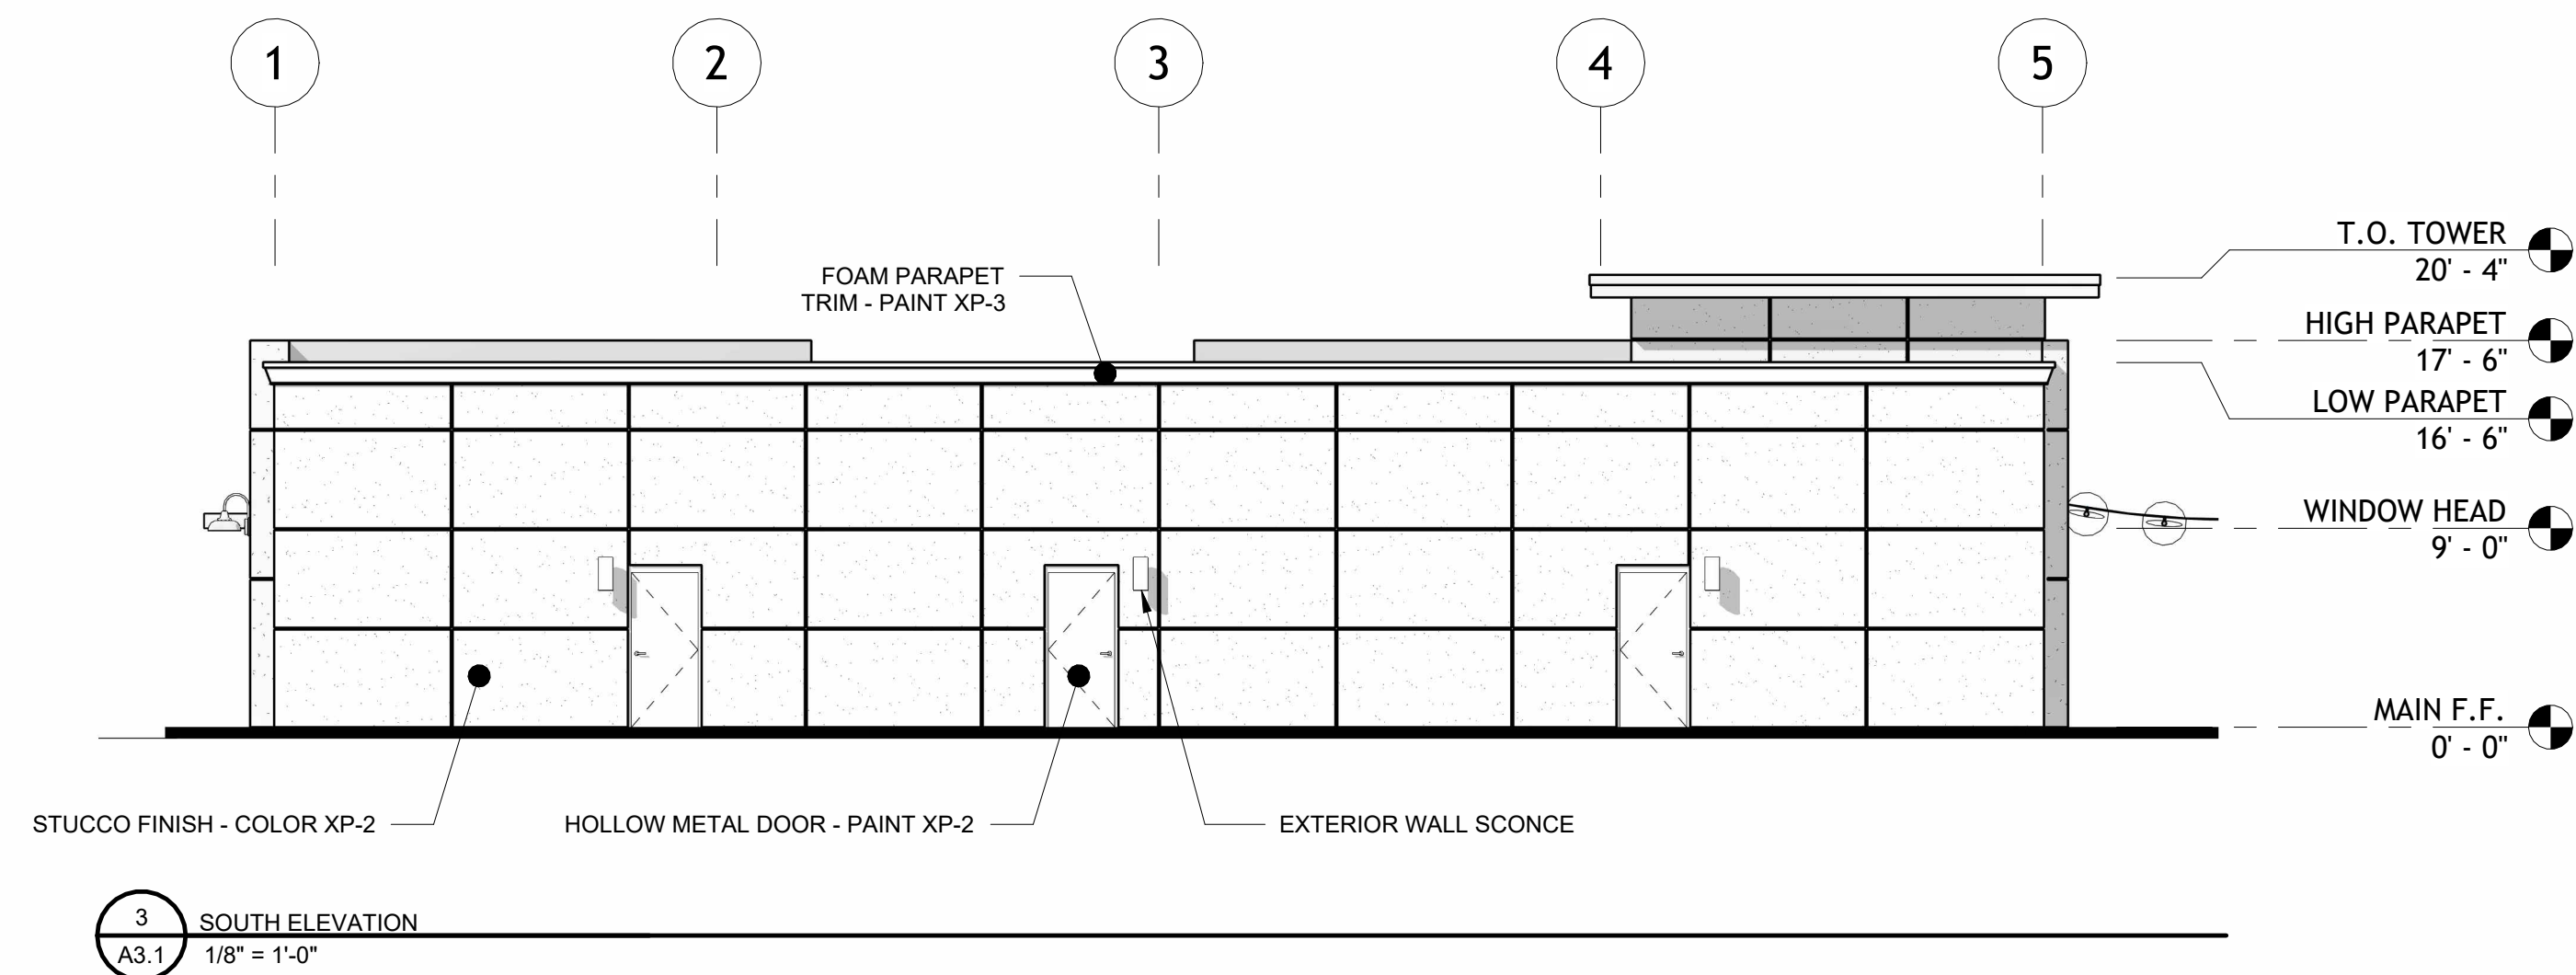 1
2
3
4
5
T.O. TOWER
20' - 4"
FOAM PARAPET
TRIM - PAINT XP-3
HIGH PARAPET
17' - 6"
LOW PARAPET
16' - 6"
WINDOW HEAD
9' - 0"
MAIN F.F.
0' - 0"
STUCCO FINISH - COLOR XP-2
HOLLOW METAL DOOR - PAINT XP-2
EXTERIOR WALL SCONCE
3
SOUTH ELEVATION
A3.1
1/8" = 1'-0"